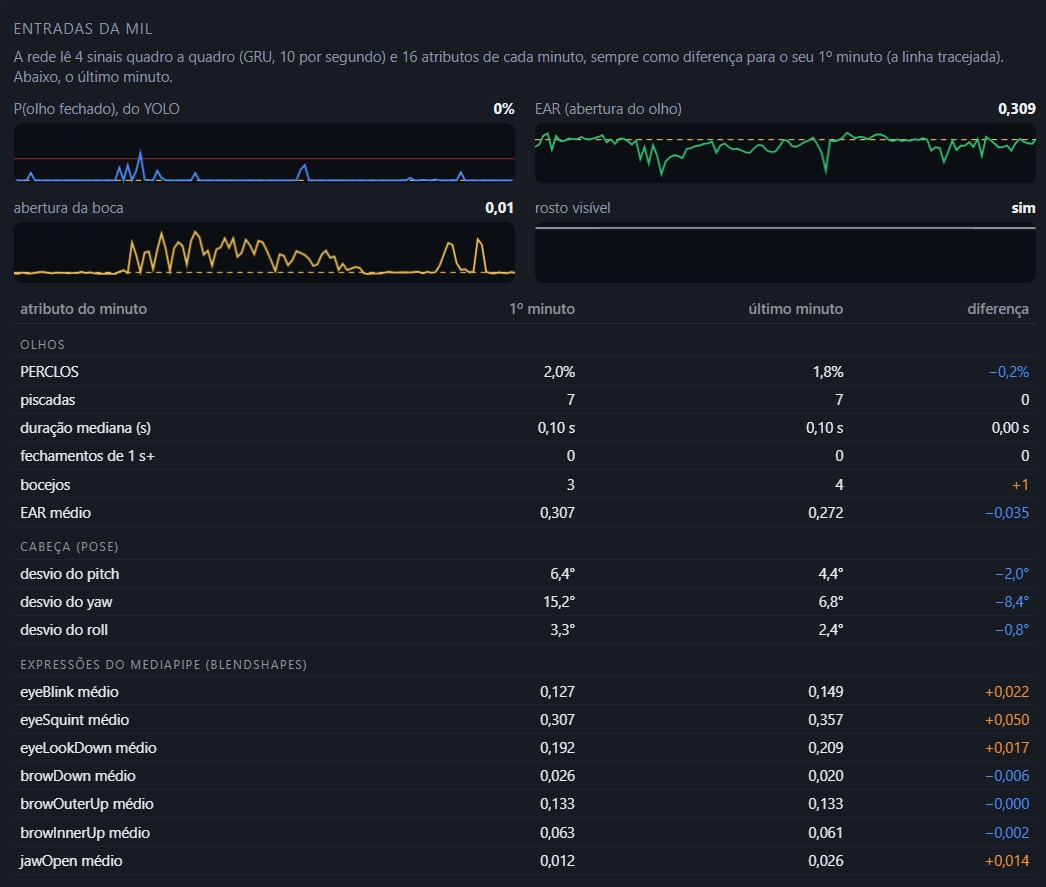 ENTRADAS DA MIL
A rede lê 4 sinais quadro a quadro (GRU, 10 por segundo) e 16 atributos de cada minuto, sempre como diferença para o seu 1º minuto (a linha tracejada).
Abaixo, o último minuto.
P(olho fechado), do YOLO 0% EAR (abertura do olho) 0,309
abertura da boca 0,01 rosto visível sim
atributo do minuto 1º minuto último minuto diferença
OLHOS
PERCLOS 2,0% 1,8% −0,2%
piscadas 7 7 0
duração mediana (s) 0,10 s 0,10 s 0,00 s
fechamentos de 1 s+ 0 0 0
bocejos 3 4 +1
EAR médio 0,307 0,272 −0,035
CABEÇA (POSE)
desvio do pitch 6,4° 4,4° −2,0°
desvio do yaw 15,2° 6,8° −8,4°
desvio do roll 3,3° 2,4° −0,8°
EXPRESSÕES DO MEDIAPIPE (BLENDSHAPES)
eyeBlink médio 0,127 0,149 +0,022
eyeSquint médio 0,307 0,357 +0,050
eyeLookDown médio 0,192 0,209 +0,017
browDown médio 0,026 0,020 −0,006
browOuterUp médio 0,133 0,133 −0,000
browInnerUp médio 0,063 0,061 −0,002
jawOpen médio 0,012 0,026 +0,014